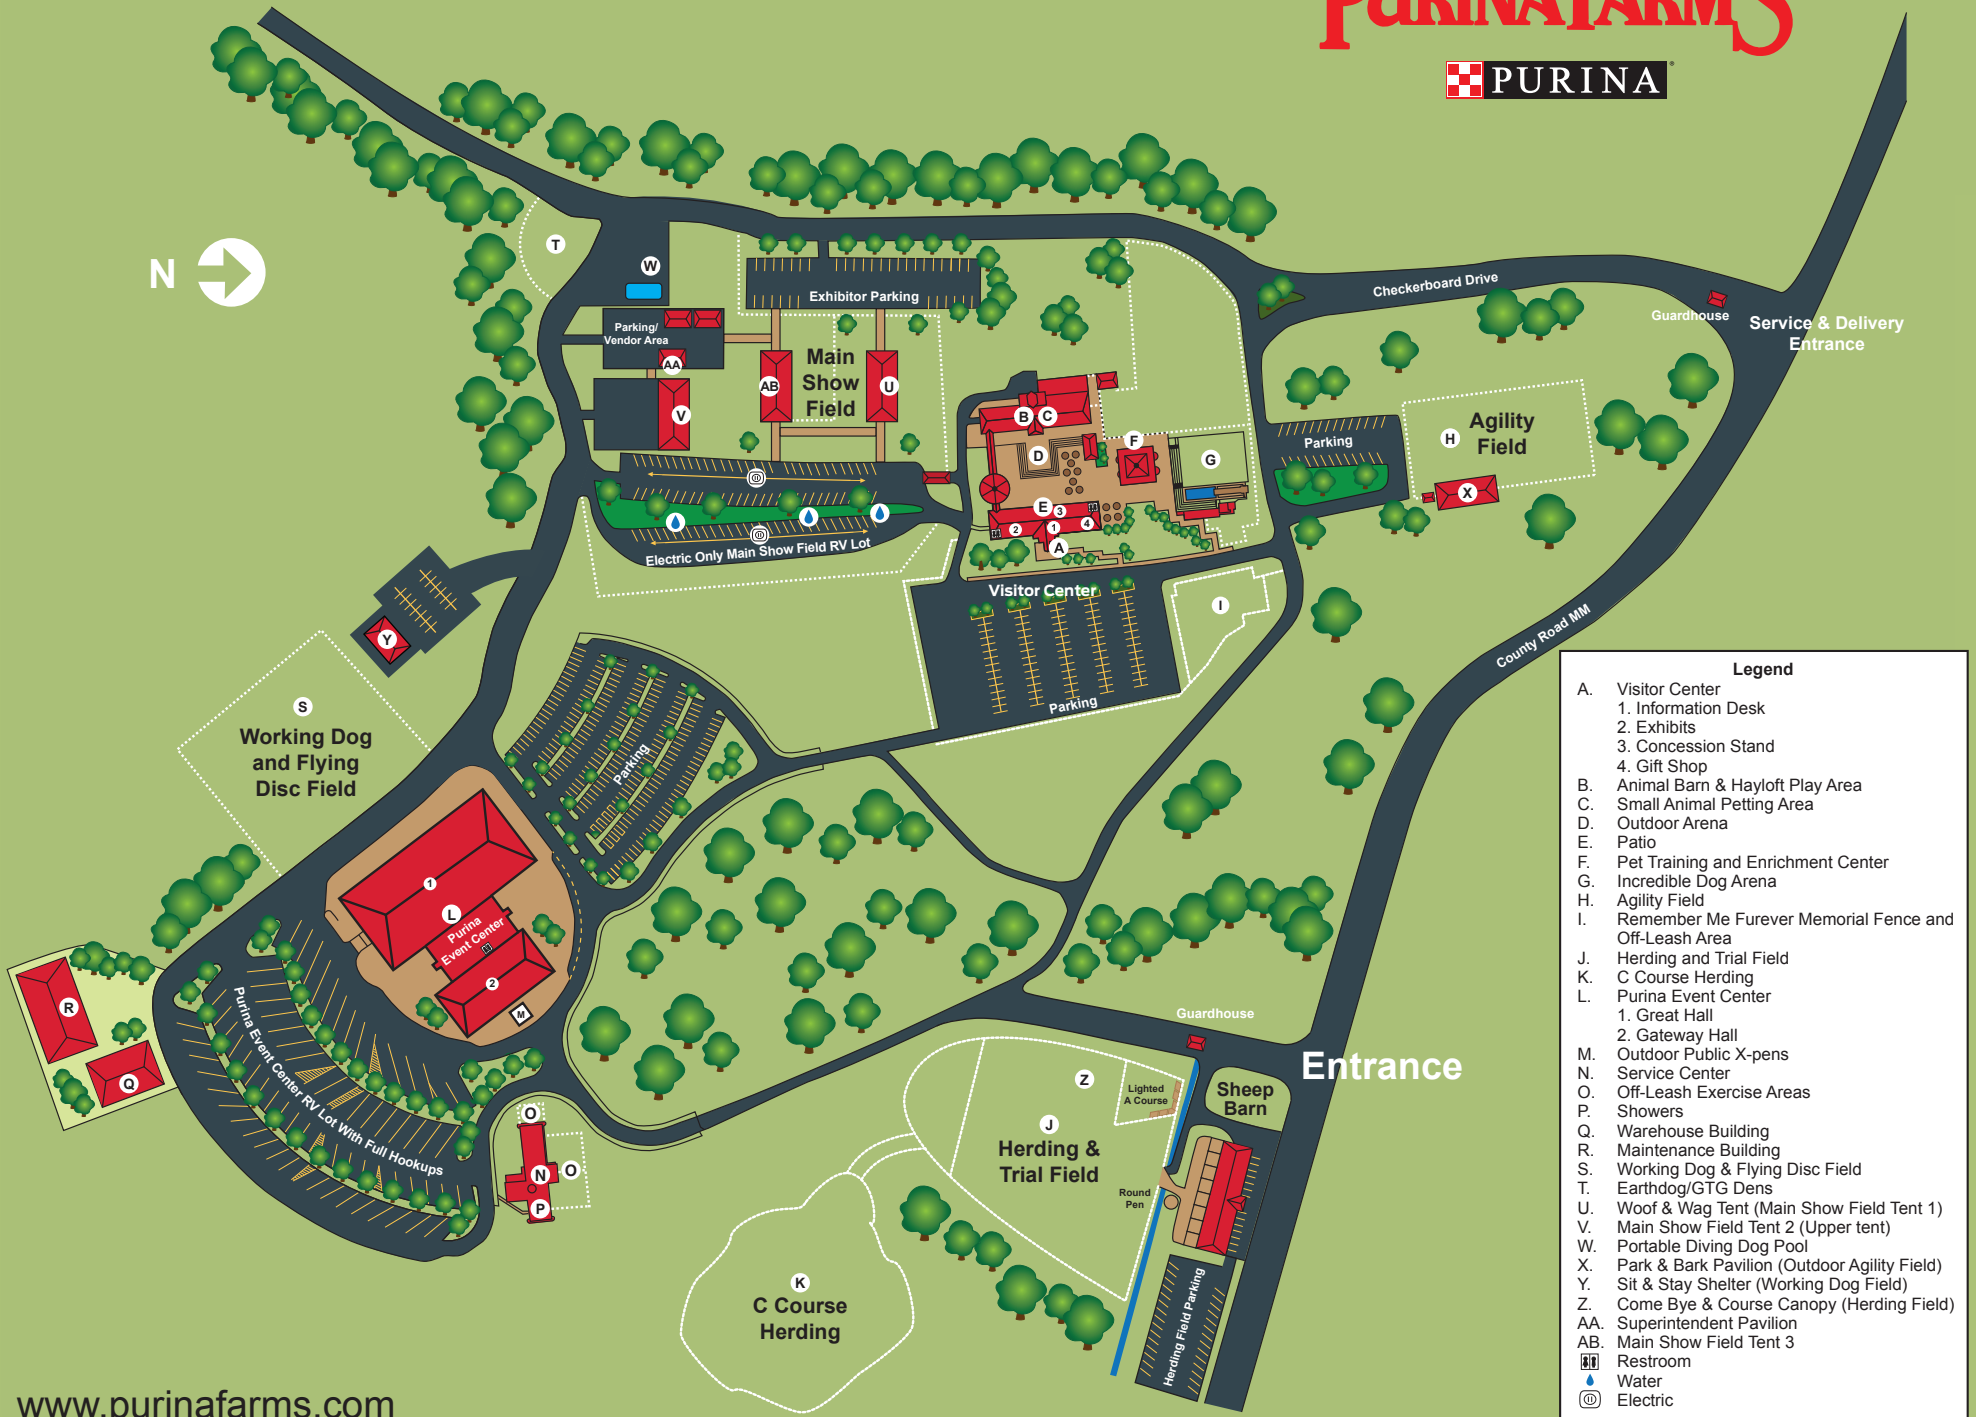 PURINA FARMS
PURINA
N
T
W
Exhibitor Parking
Checkerboard Drive
Guardhouse
Service & Delivery
Entrance
Parking/
Vendor Area
AA
AB
Main
Show
Field
U
V
B
C
D
F
G
Parking
H
Agility
Field
X
E
3
2
1
4
A
Electric Only Main Show Field RV Lot
Visitor Center
I
Parking
County Road MM
Y
S
Working Dog
and Flying
Disc Field
Parking
1
L
Purina
Event Center
2
M
R
Q
Purina Event Center RV Lot With Full Hookups
O
N
O
P
Guardhouse
Entrance
Z
Lighted
A Course
Sheep
Barn
J
Herding &
Trial Field
Round
Pen
K
C Course
Herding
Herding Field Parking
www.purinafarms.com
Legend
A. Visitor Center
1. Information Desk
2. Exhibits
3. Concession Stand
4. Gift Shop
B. Animal Barn & Hayloft Play Area
C. Small Animal Petting Area
D. Outdoor Arena
E. Patio
F. Pet Training and Enrichment Center
G. Incredible Dog Arena
H. Agility Field
I. Remember Me Furever Memorial Fence and
Off-Leash Area
J. Herding and Trial Field
K. C Course Herding
L. Purina Event Center
1. Great Hall
2. Gateway Hall
M. Outdoor Public X-pens
N. Service Center
O. Off-Leash Exercise Areas
P. Showers
Q. Warehouse Building
R. Maintenance Building
S. Working Dog & Flying Disc Field
T. Earthdog/GTG Dens
U. Woof & Wag Tent (Main Show Field Tent 1)
V. Main Show Field Tent 2 (Upper tent)
W. Portable Diving Dog Pool
X. Park & Bark Pavilion (Outdoor Agility Field)
Y. Sit & Stay Shelter (Working Dog Field)
Z. Come Bye & Course Canopy (Herding Field)
AA. Superintendent Pavilion
AB. Main Show Field Tent 3
Restroom
Water
Electric